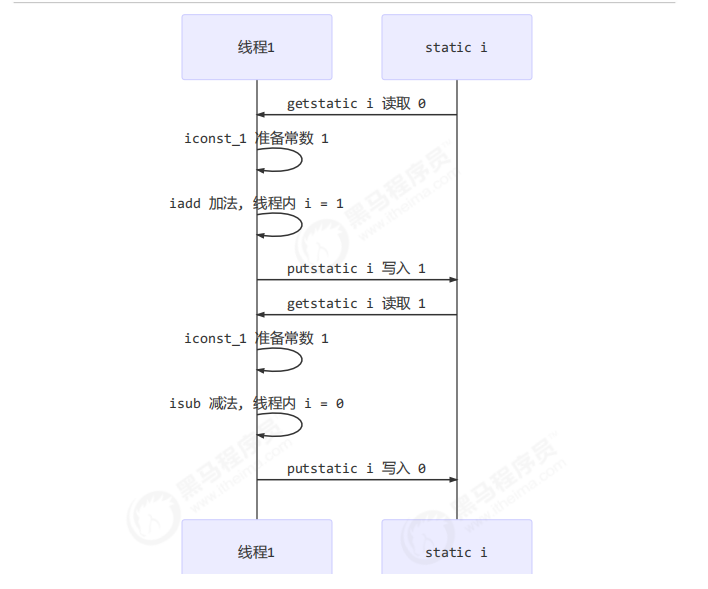 线程1
static i
getstatic i 读取 0
iconst_1 准备常数 1
iadd 加法, 线程内 i = 1
putstatic i 写入 1
getstatic i 读取 1
iconst_1 准备常数 1
isub 减法, 线程内 i = 0
putstatic i 写入 0
线程1
static i
黑马程序员
www.itheima.com
黑马程序员
www.itheima.com
黑马程序员
www.itheima.com